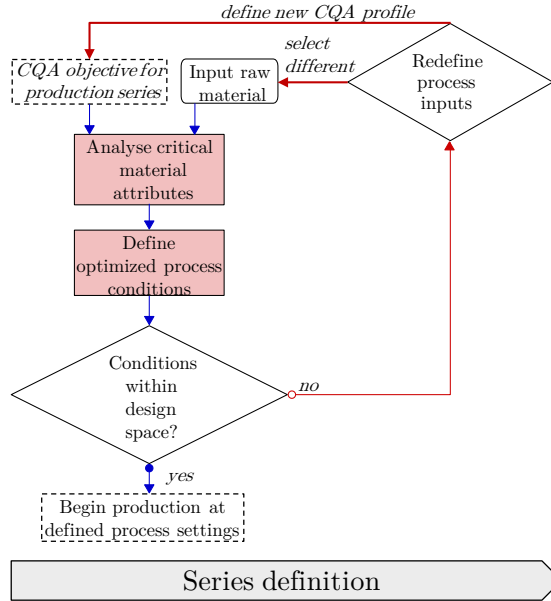 define new CQA profile
select
different
CQA objective for
production series
Input raw
material
Redefine
process
inputs
Analyse critical
material
attributes
Define
optimized process
conditions
Conditions
within
design
space?
no
yes
Begin production at
defined process settings
Series definition